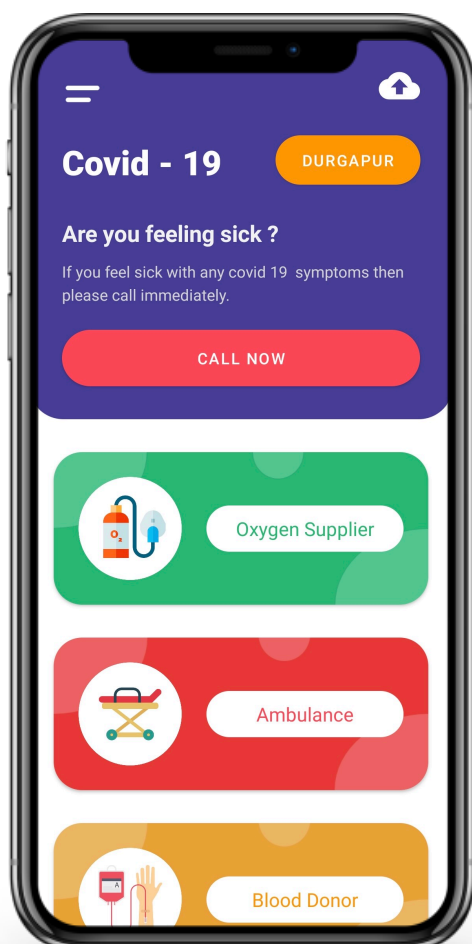 Covid - 19
DURGAPUR
Are you feeling sick ?
If you feel sick with any covid 19 symptoms then
please call immediately.
CALL NOW
O2
Oxygen Supplier
Ambulance
A
Blood Donor